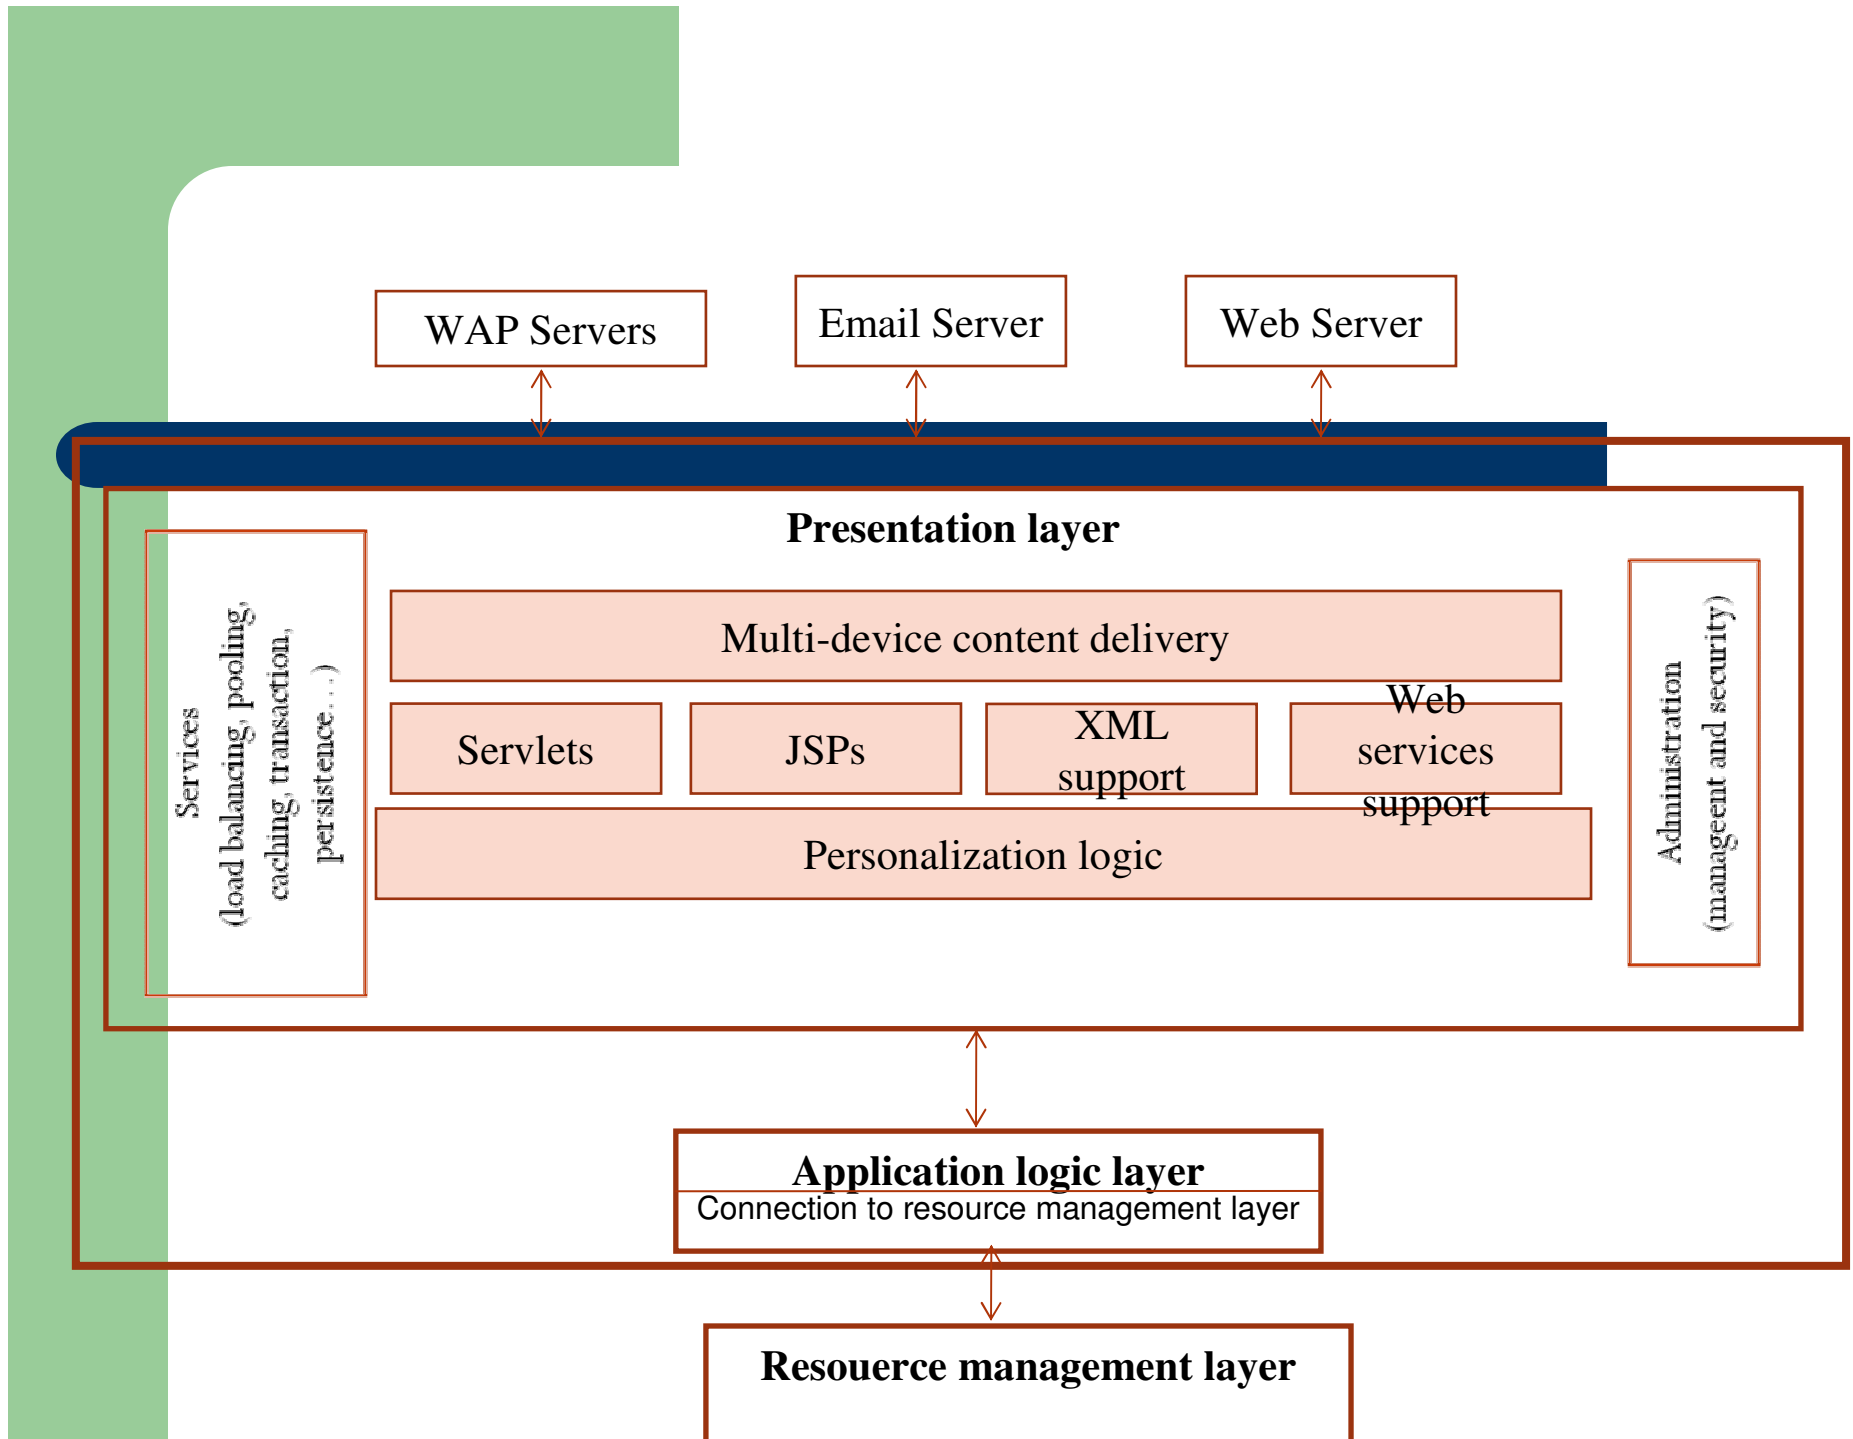 WAP Servers
Email Server
Web Server
Presentation layer
Services
(load balancing, pooling,
caching, transaction,
persistence…)
Multi-device content delivery
Servlets
JSPs
XML
support
Web
services
support
Personalization logic
Administration
(manageent and security)
Application logic layer
Connection to resource management layer
Resouerce management layer